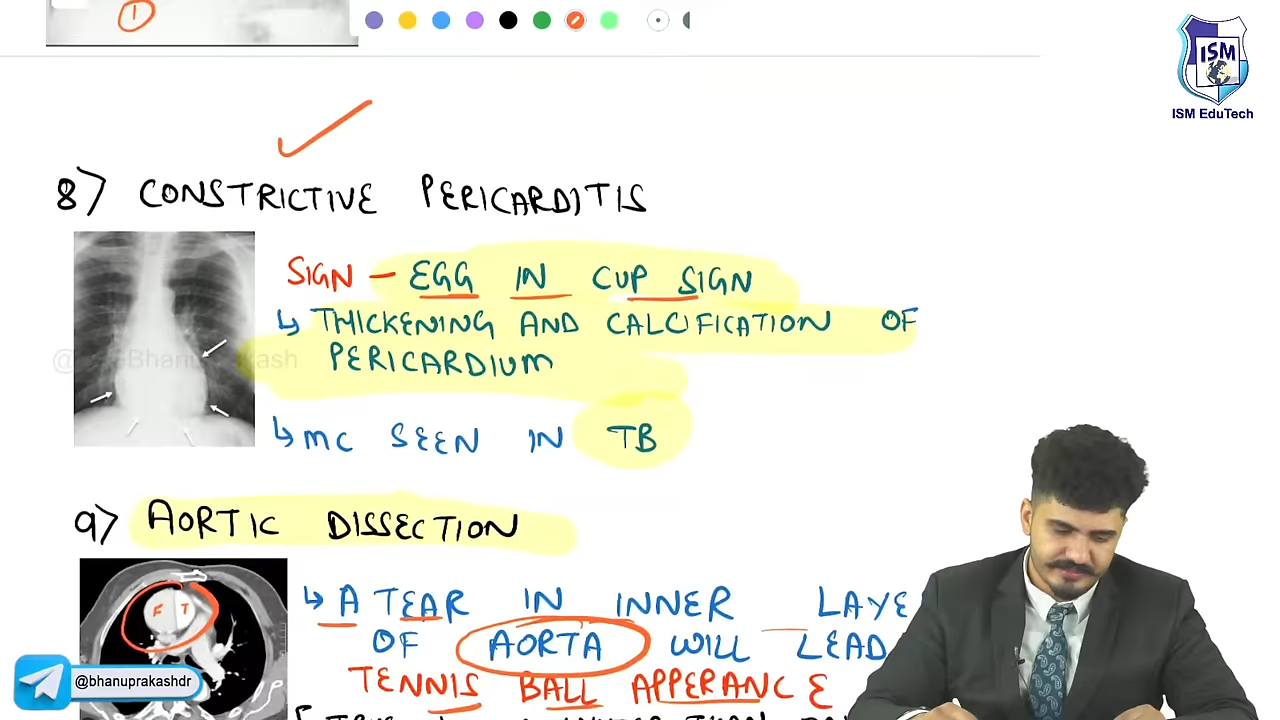 1
ISM
ISM EduTech
8) CONSTRICTIVE PERICARDITIS
SIGN - EGG IN CUP SIGN
↳ THICKENING AND CALCIFICATION OF
PERICARDIUM
↳ MC SEEN IN TB
9) AORTIC DISSECTION
F T
↳ A TEAR IN INNER LAYE
OF AORTA WILL LEAD
TENNIS BALL APPERANCE
@bhanuprakashdr